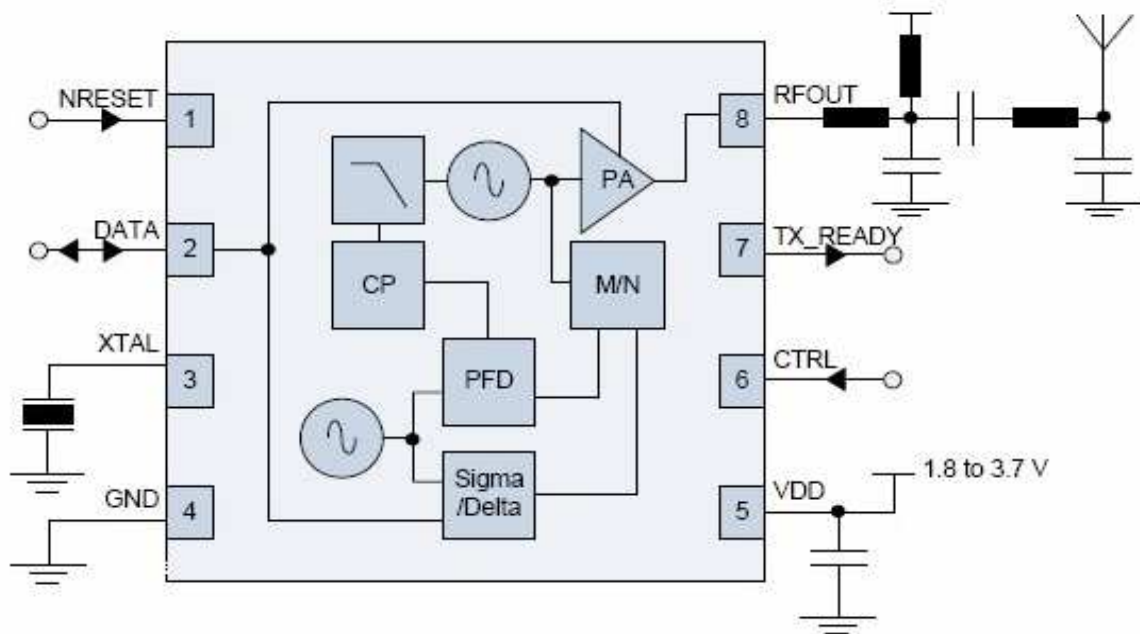 NRESET
1
DATA
2
XTAL
3
GND
4
PA
CP
M/N
PFD
Sigma
/Delta
8
RFOUT
7
TX_READY
6
CTRL
5
VDD
1.8 to 3.7 V